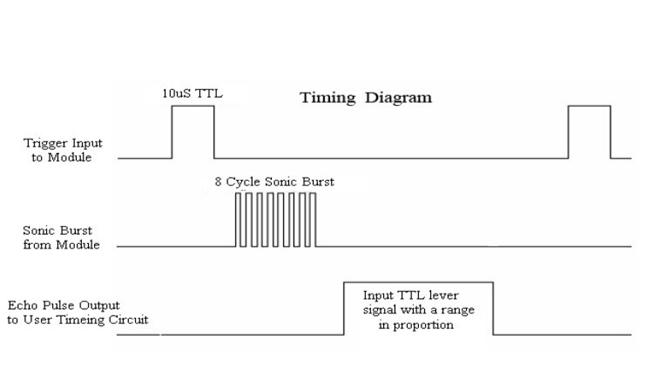 10uS TTL
Timing Diagram
Trigger Input
to Module
8 Cycle Sonic Burst
Sonic Burst
from Module
Echo Pulse Output
to User Timeing Circuit
Input TTL lever
signal with a range
in proportion